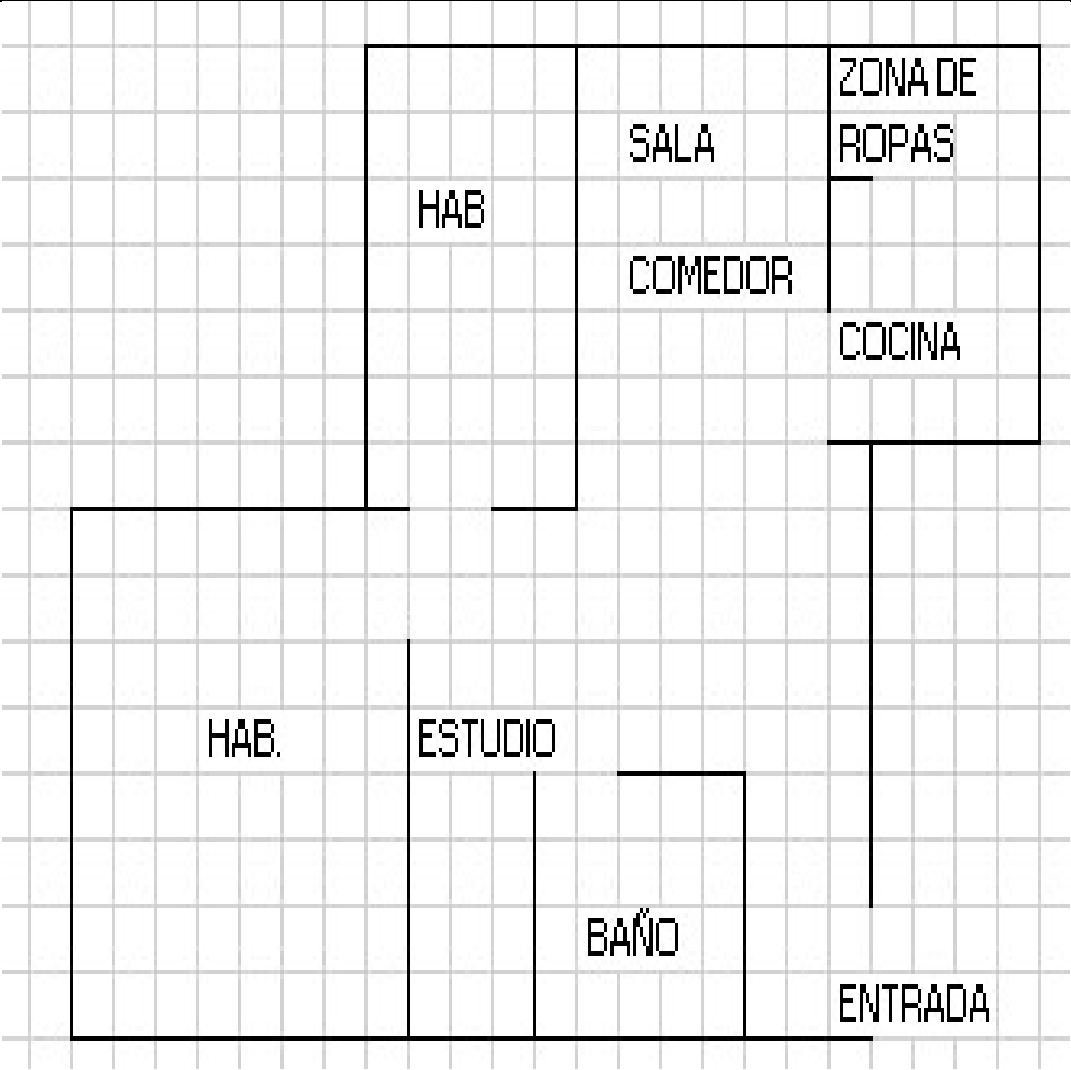 ZONA DE
ROPAS
SALA
HAB
COMEDOR
COCINA
HAB.
ESTUDIO
BAÑO
ENTRADA